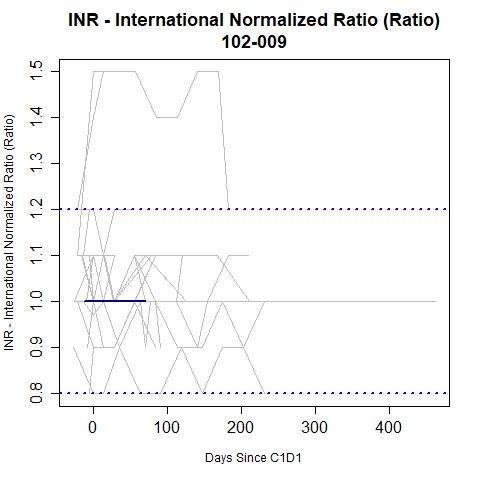 INR - International Normalized Ratio (Ratio)
102-009
INR - International Normalized Ratio (Ratio)
1.5
1.4
1.3
1.2
1.1
1.0
0.9
0.8
0 100 200 300 400
Days Since C1D1